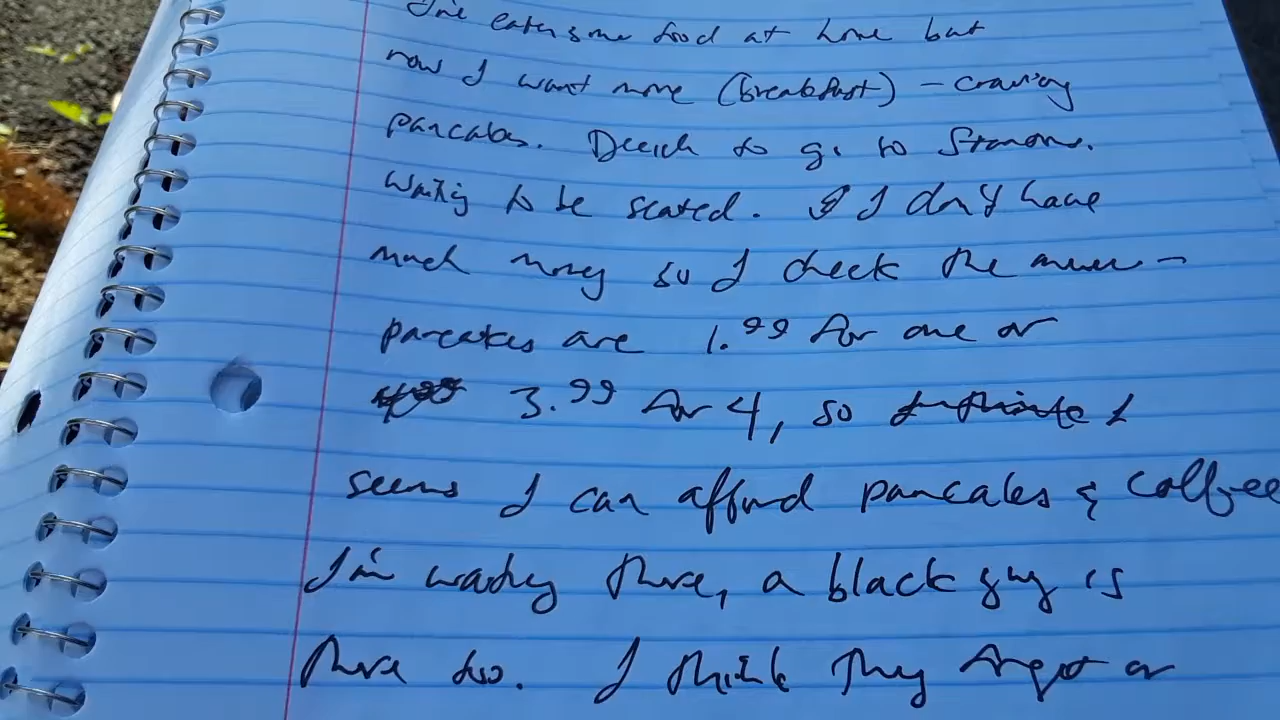 I've eaten some food at home but
now I want more (breakfast) - craving
pancakes. Decide to go to
Waiting to be seated. I don't have
much money so I check the menu -
pancakes are 1.99 for one or
3.99 for 4, so I
seems I can afford pancakes & coffee
I'm waiting there, a black guy is
there too. I think they forgot or